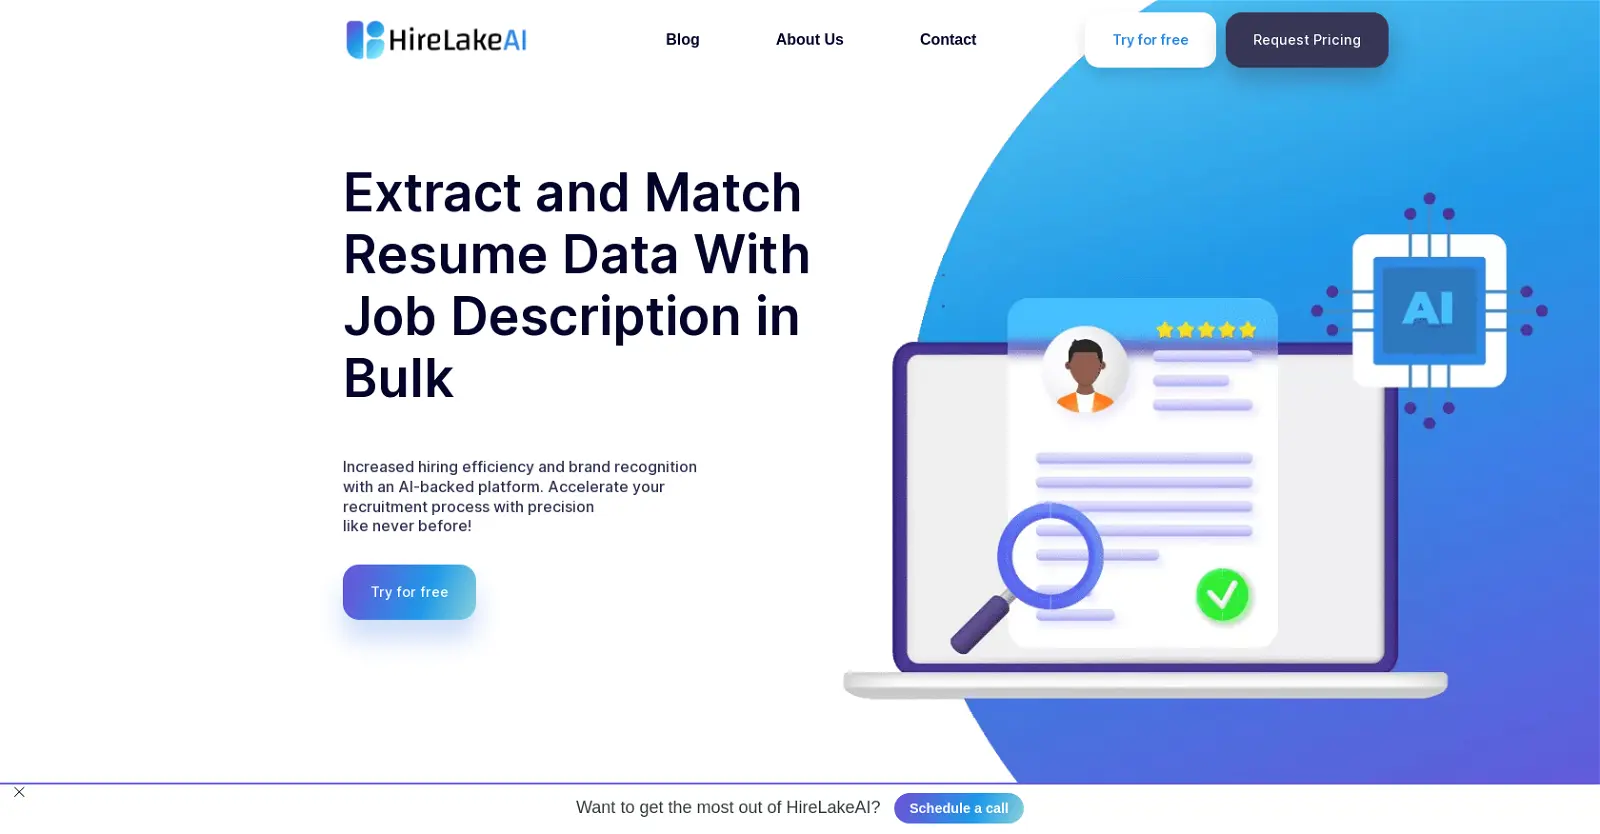 HireLakeAI
Blog
About Us
Contact
Try for free
Request Pricing
Extract and Match
Resume Data With
Job Description in
Bulk
Increased hiring efficiency and brand recognition
with an AI-backed platform. Accelerate your
recruitment process with precision
like never before!
Try for free
AI
Want to get the most out of HireLakeAI?
Schedule a call